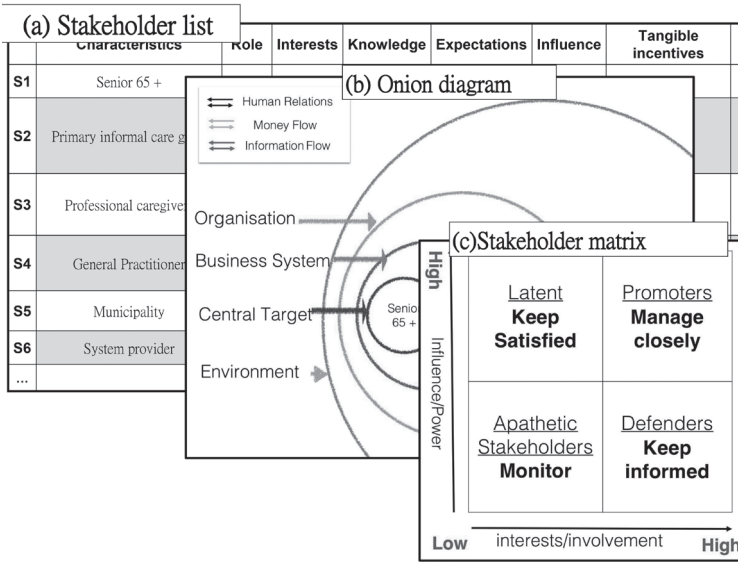 (a) Stakeholder list
Characteristics
Role
Interests
Knowledge
Expectations
Influence
Tangible
incentives
S1
Senior 65 +
S2
Primary informal care g
S3
Professional caregive
S4
General Practitioner
S5
Municipality
S6
System provider
...
(b) Onion diagram
Human Relations
Money Flow
Information Flow
Organisation
Business System
Central Target
Environment
Senio
65 +
(c)Stakeholder matrix
High
Influence/Power
Latent
Keep
Satisfied
Promoters
Manage
closely
Apathetic
Stakeholders
Monitor
Defenders
Keep
informed
Low
interests/involvement
High